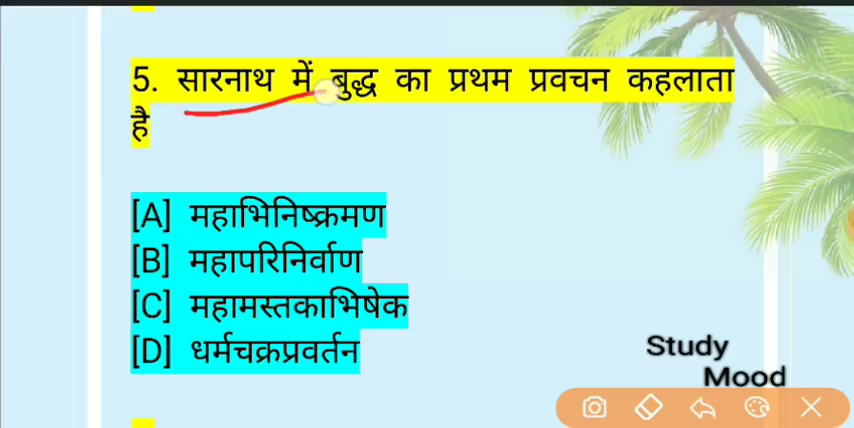 5. सारनाथ में बुद्ध का प्रथम प्रवचन कहलाता
है
[A] महाभिनिष्क्रमण
[B] महापरिनिर्वाण
[C] महामस्तकाभिषेक
[D] धर्मचक्रप्रवर्तन
Study
Mood